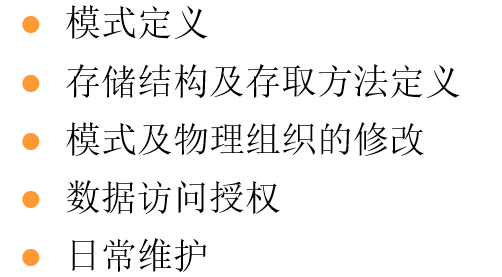 模式定义
存储结构及存取方法定义
模式及物理组织的修改
数据访问授权
日常维护